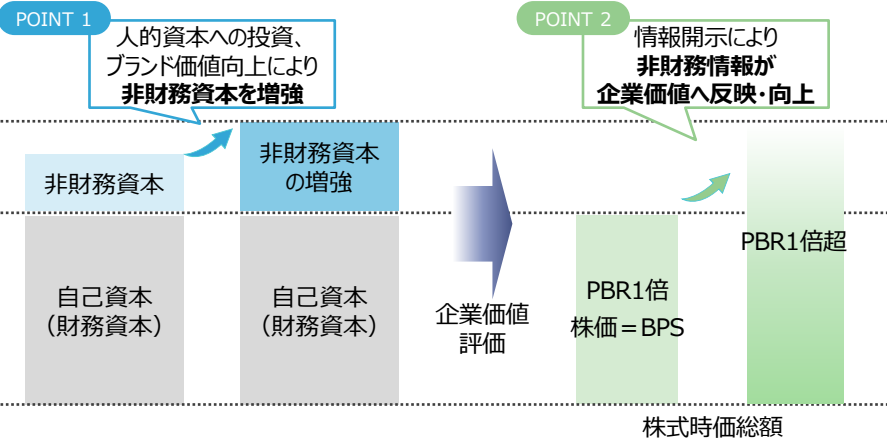 POINT 1
人的資本への投資、
ブランド価値向上により
非財務資本を増強
POINT 2
情報開示により
非財務情報が
企業価値へ反映・向上
非財務資本
非財務資本
の増強
自己資本
（財務資本）
自己資本
（財務資本）
企業価値
評価
PBR1倍
株価＝BPS
PBR1倍超
株式時価総額